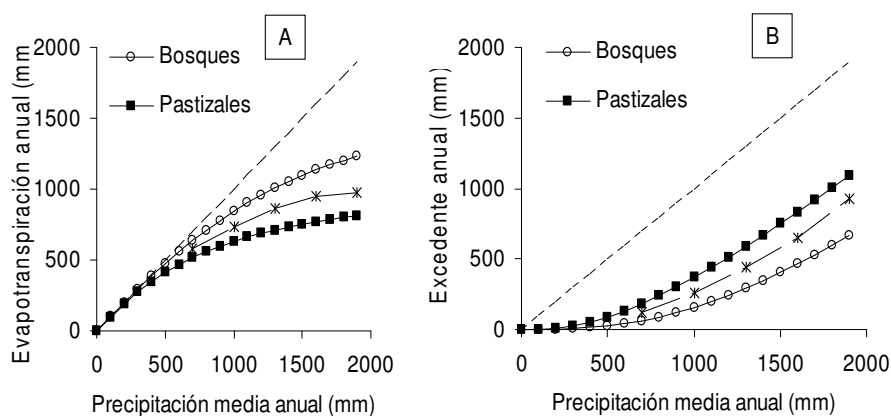 A
Evapotranspiración anual (mm
2000
1500
1000
500
0
Bosques
Pastizales
0 500 1000 1500 2000
Precipitación media anual (mm)
B
Excedente anual (mm)
2000
1500
1000
500
0
Bosques
Pastizales
0 500 1000 1500 2000
Precipitación media anual (mm)